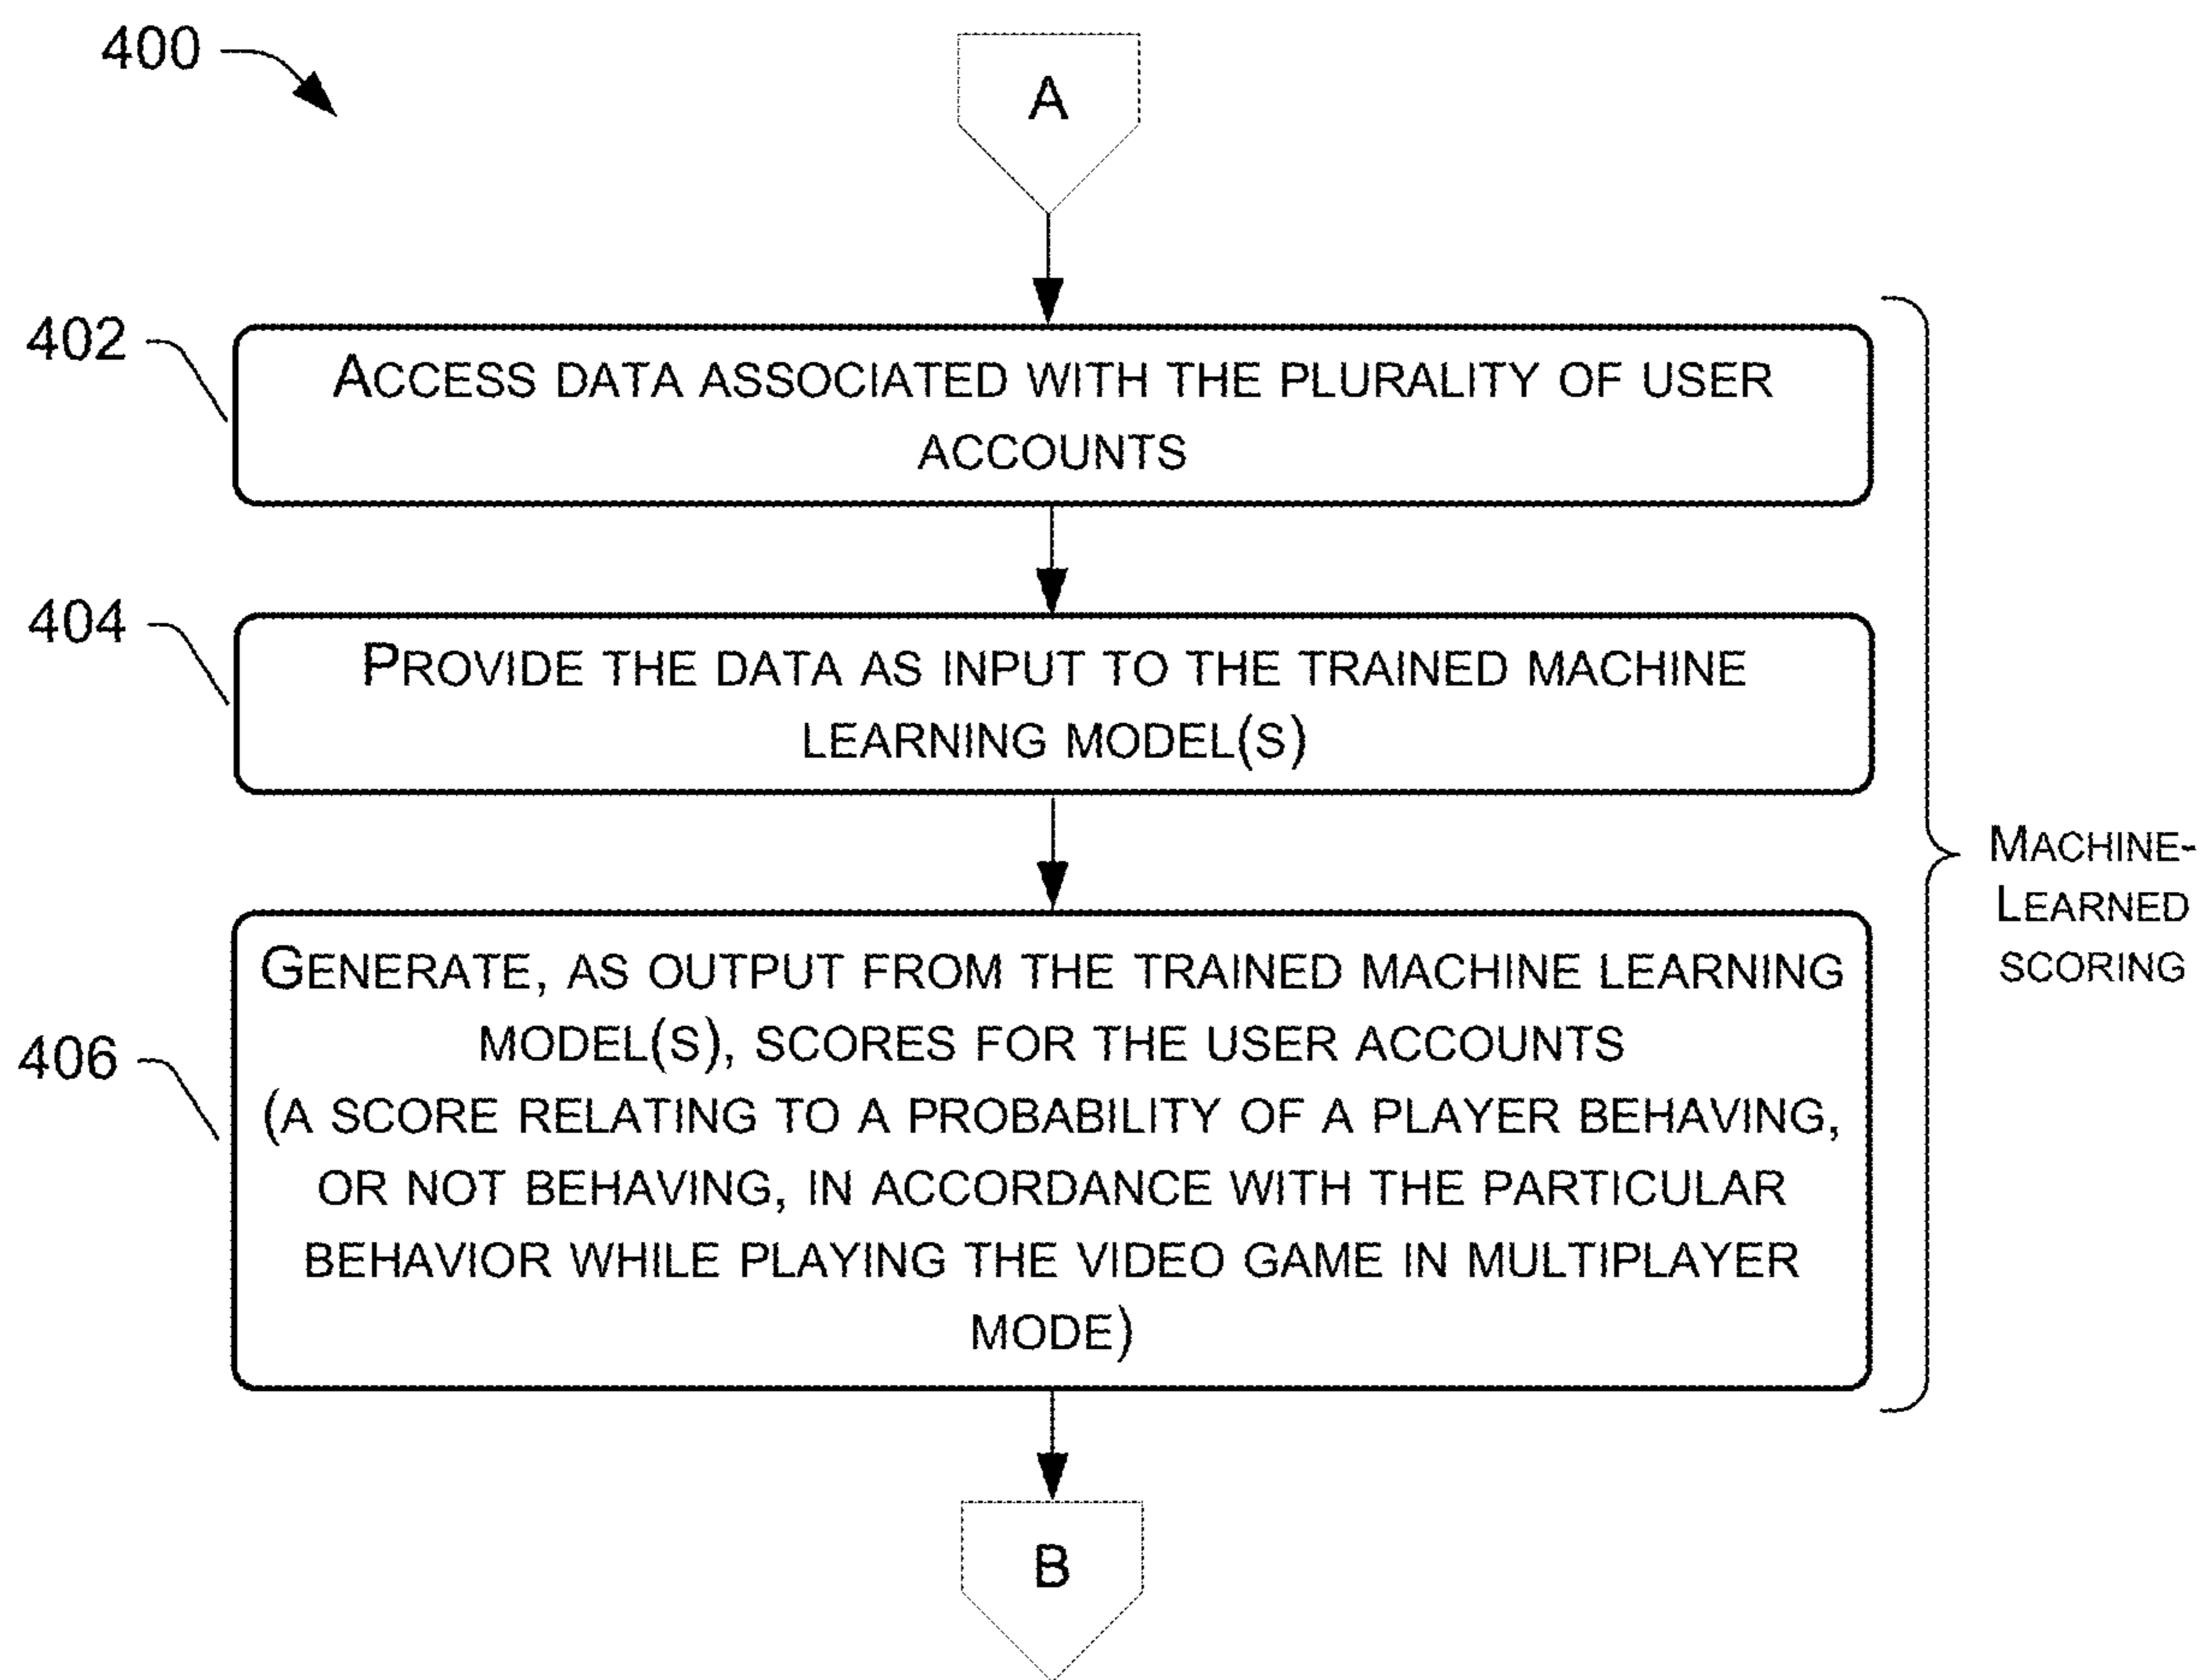 400
A
402
ACCESS DATA ASSOCIATED WITH THE PLURALITY OF USER
ACCOUNTS
404
PROVIDE THE DATA AS INPUT TO THE TRAINED MACHINE
LEARNING MODEL(S)
406
GENERATE, AS OUTPUT FROM THE TRAINED MACHINE LEARNING
MODEL(S), SCORES FOR THE USER ACCOUNTS
(A SCORE RELATING TO A PROBABILITY OF A PLAYER BEHAVING,
OR NOT BEHAVING, IN ACCORDANCE WITH THE PARTICULAR
BEHAVIOR WHILE PLAYING THE VIDEO GAME IN MULTIPLAYER
MODE)
MACHINE-
LEARNED
SCORING
B